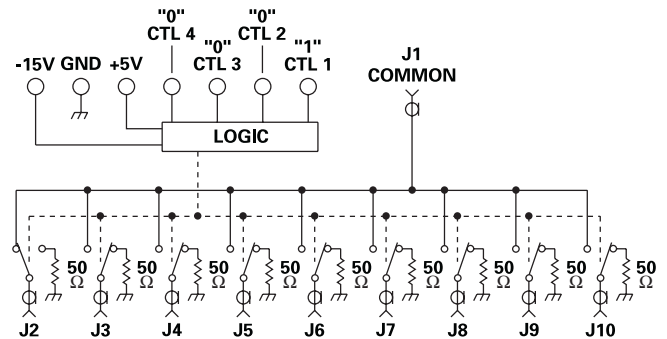 "0" "0"
CTL 4 "0" CTL 2 "1"
-15V GND +5V CTL 3 CTL 1
J1
COMMON
LOGIC
50 50 50 50 50 50 50 50 50
Ω Ω Ω Ω Ω Ω Ω Ω Ω
J2 J3 J4 J5 J6 J7 J8 J9 J10